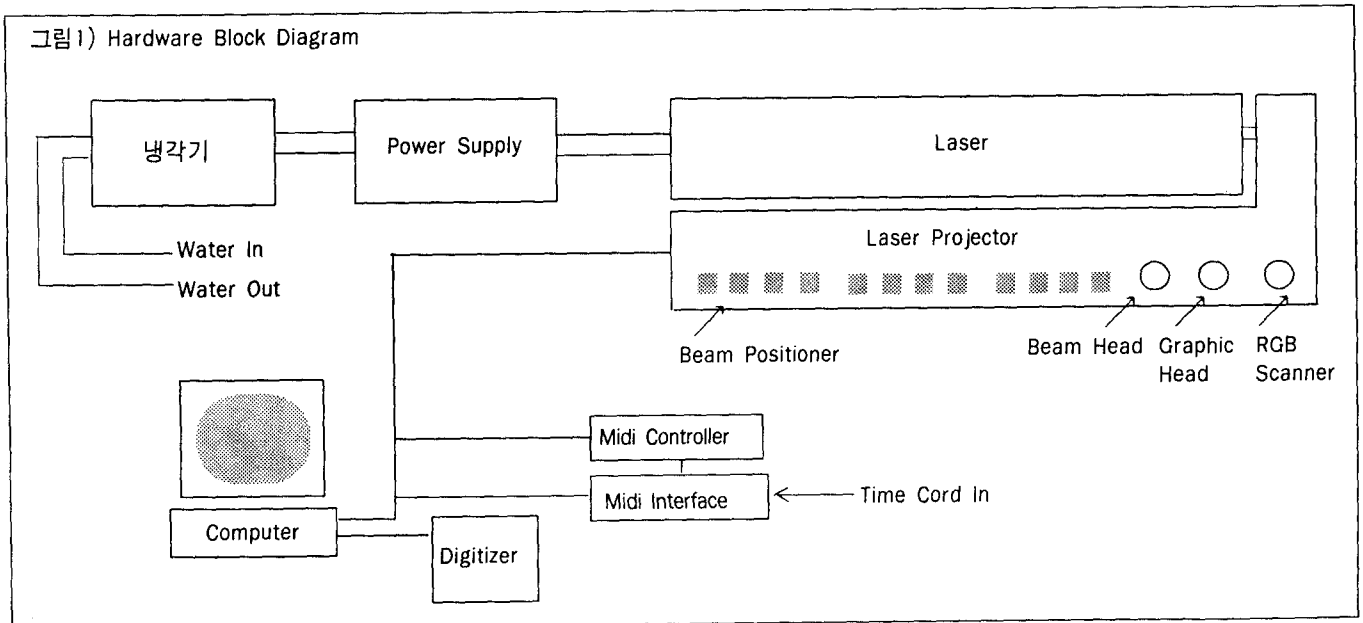 그림1) Hardware Block Diagram
냉각기
Power Supply
Laser
Water In
Water Out
Laser Projector
Beam Positioner
Beam Head
Graphic
Head
RGB
Scanner
Midi Controller
Midi Interface
Time Cord In
Computer
Digitizer